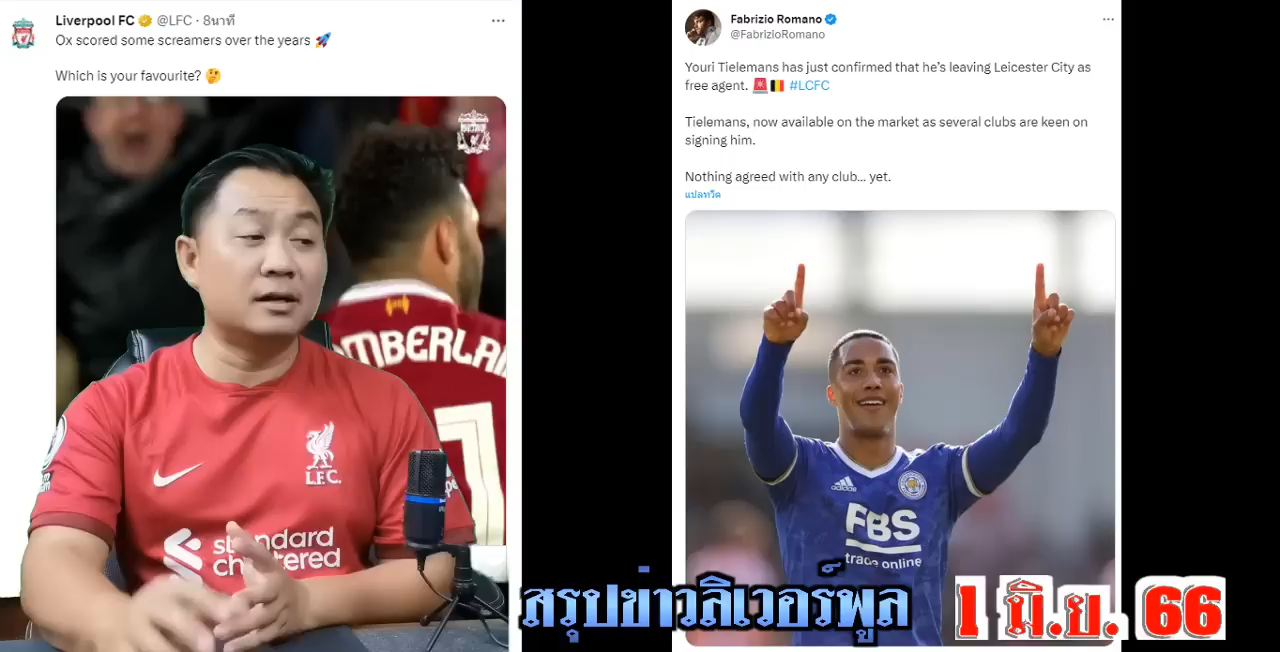 Liverpool FC @LFC · 8นาที
Ox scored some screamers over the years 🚀
Which is your favourite? 🤔
MBERLAI
L.F.C.
standard
chartered
Fabrizio Romano
@FabrizioRomano
Youri Tielemans has just confirmed that he’s leaving Leicester City as
free agent. 🚨🇧🇪 #LCFC
Tielemans, now available on the market as several clubs are keen on
signing him.
Nothing agreed with any club... yet.
แปลทวีต
adidas
FBS
trade online
สรุปข่าวลิเวอร์พูล
1 มิ.ย. 66